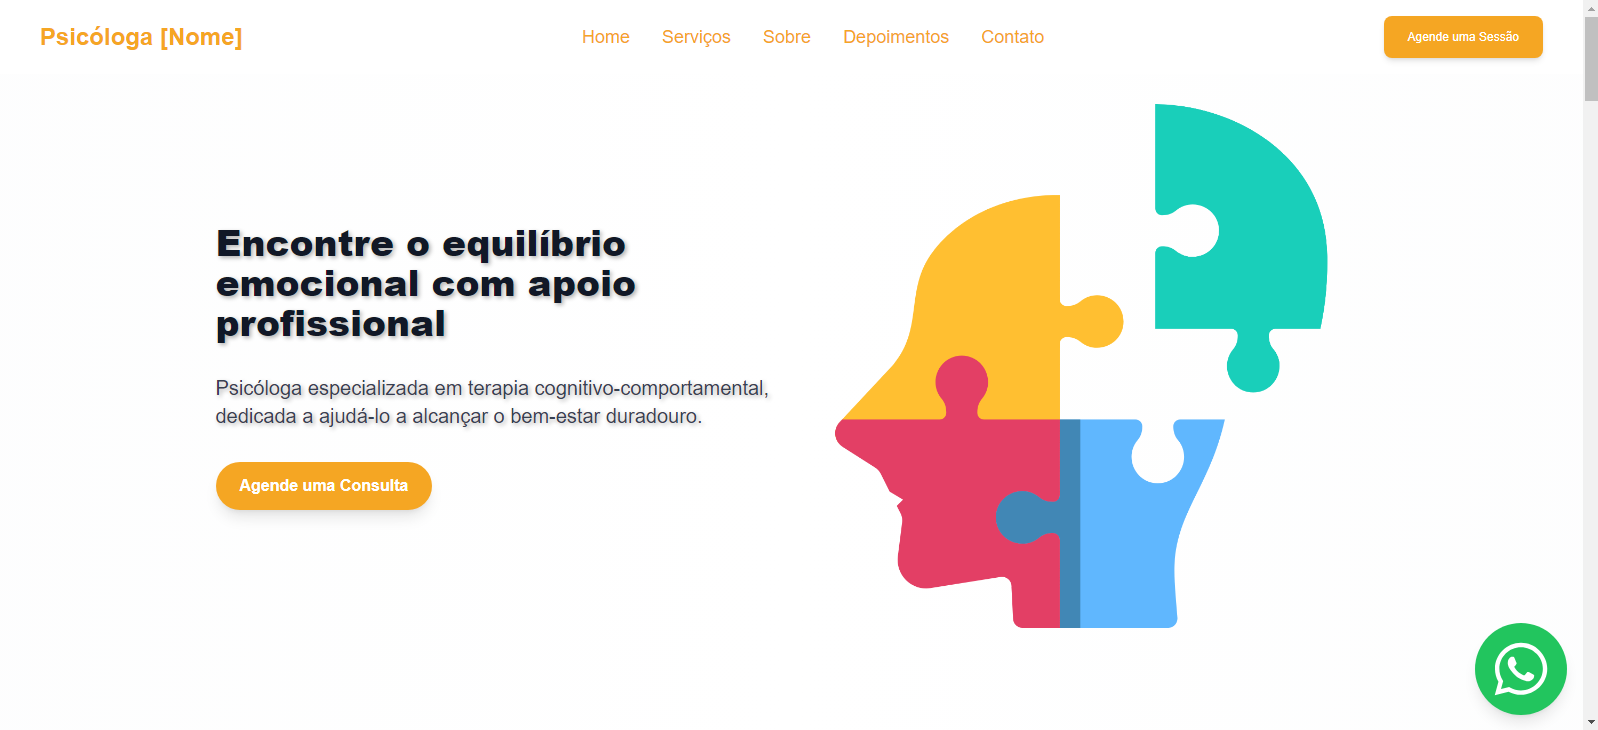 Psicóloga [Nome]
Home
Serviços
Sobre
Depoimentos
Contato
Agende uma Sessão
Encontre o equilíbrio
emocional com apoio
profissional
Psicóloga especializada em terapia cognitivo-comportamental,
dedicada a ajudá-lo a alcançar o bem-estar duradouro.
Agende uma Consulta